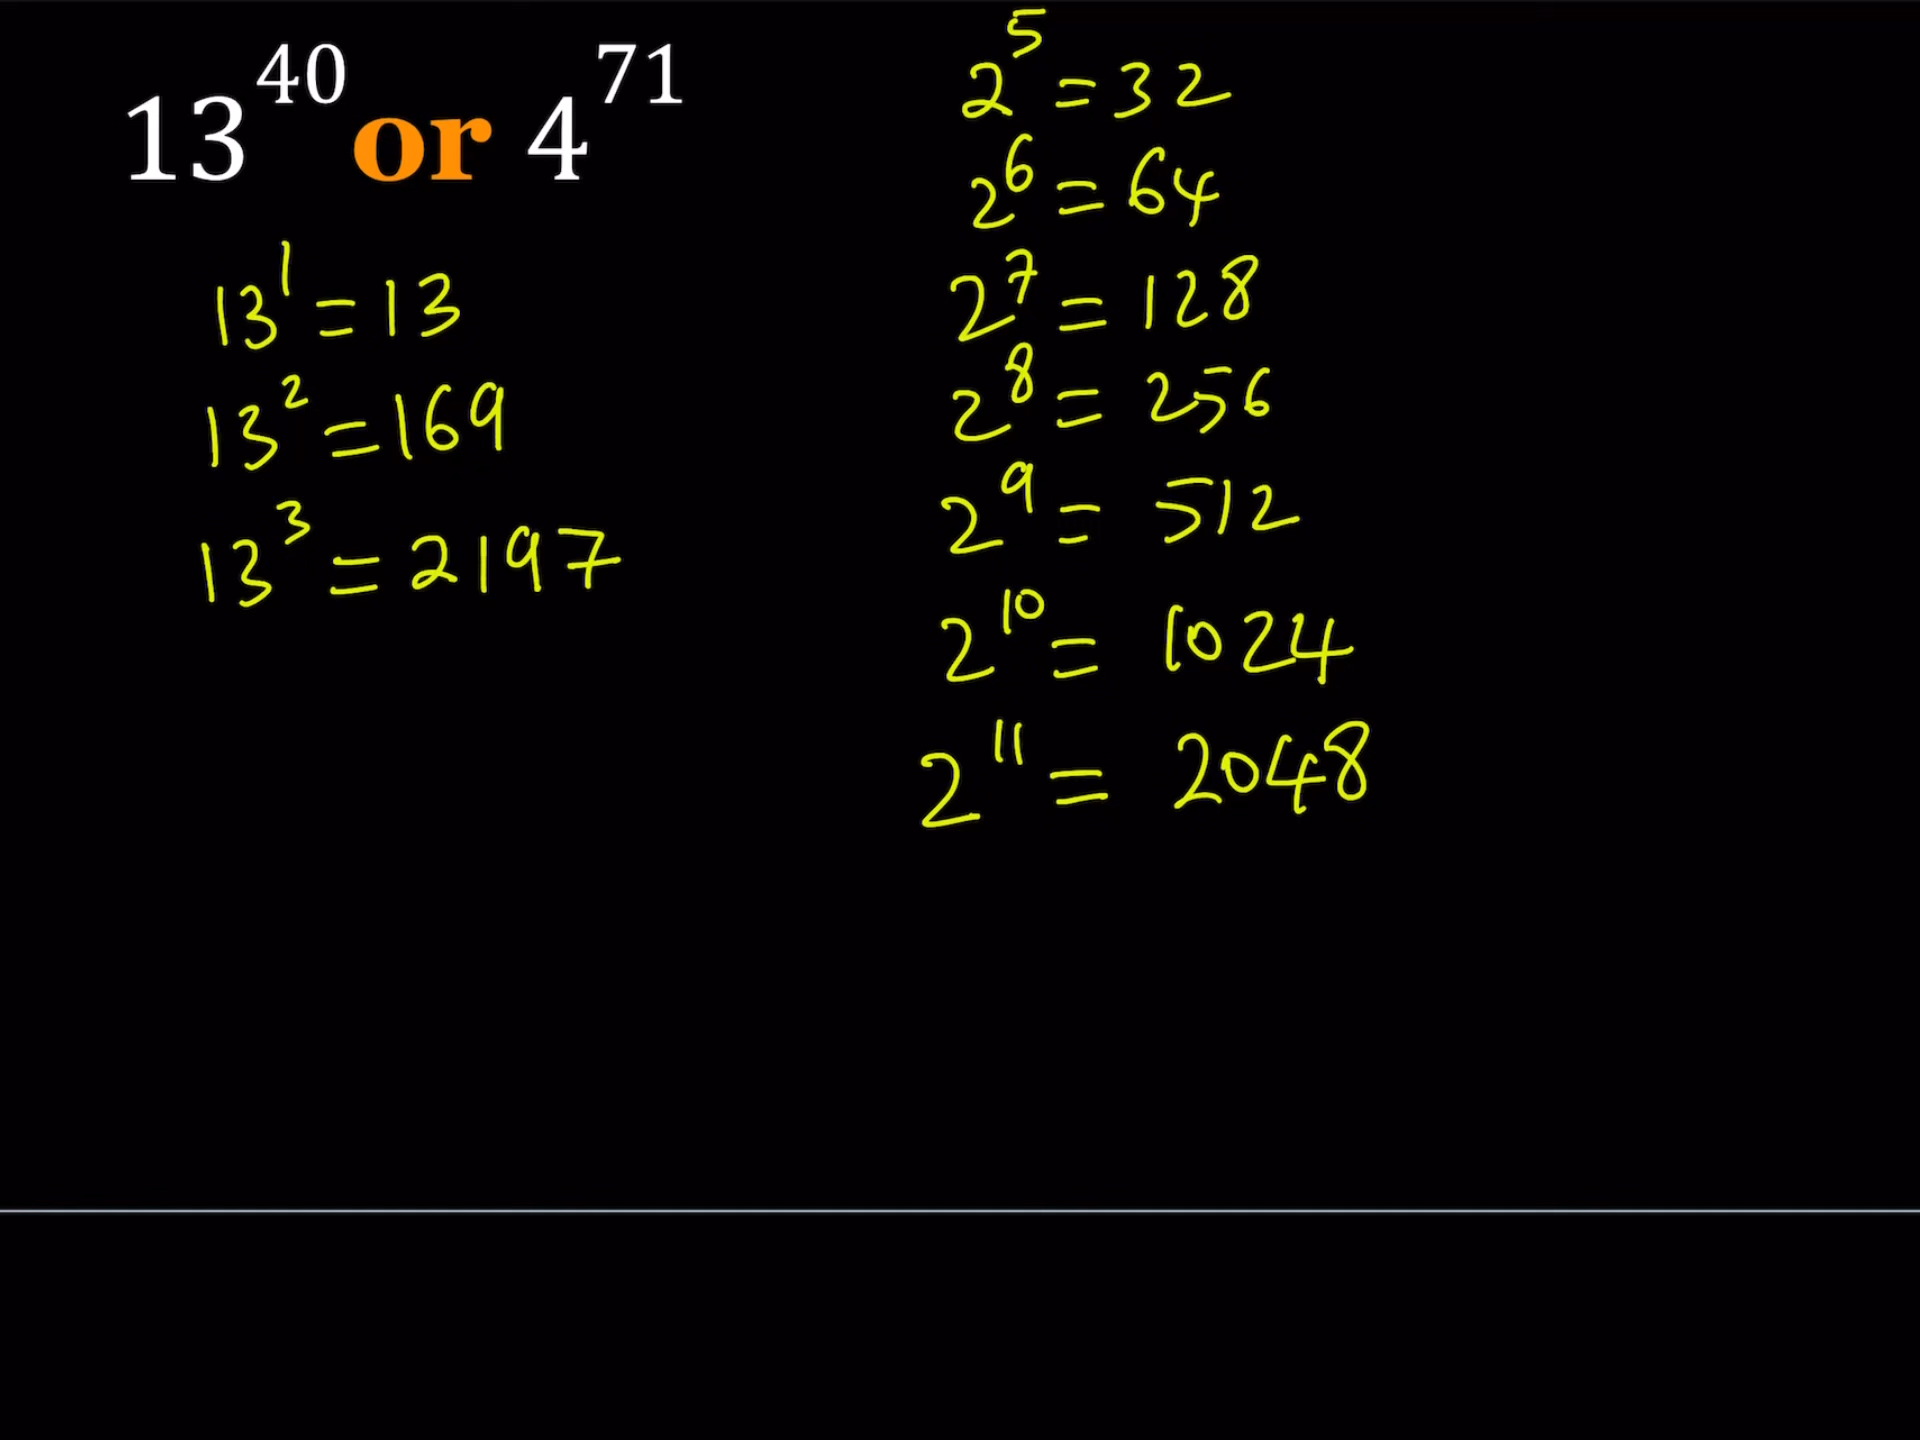 13^40 or 4^71
13^1 = 13
13^2 = 169
13^3 = 2197
2^5 = 32
2^6 = 64
2^7 = 128
2^8 = 256
2^9 = 512
2^10 = 1024
2^11 = 2048